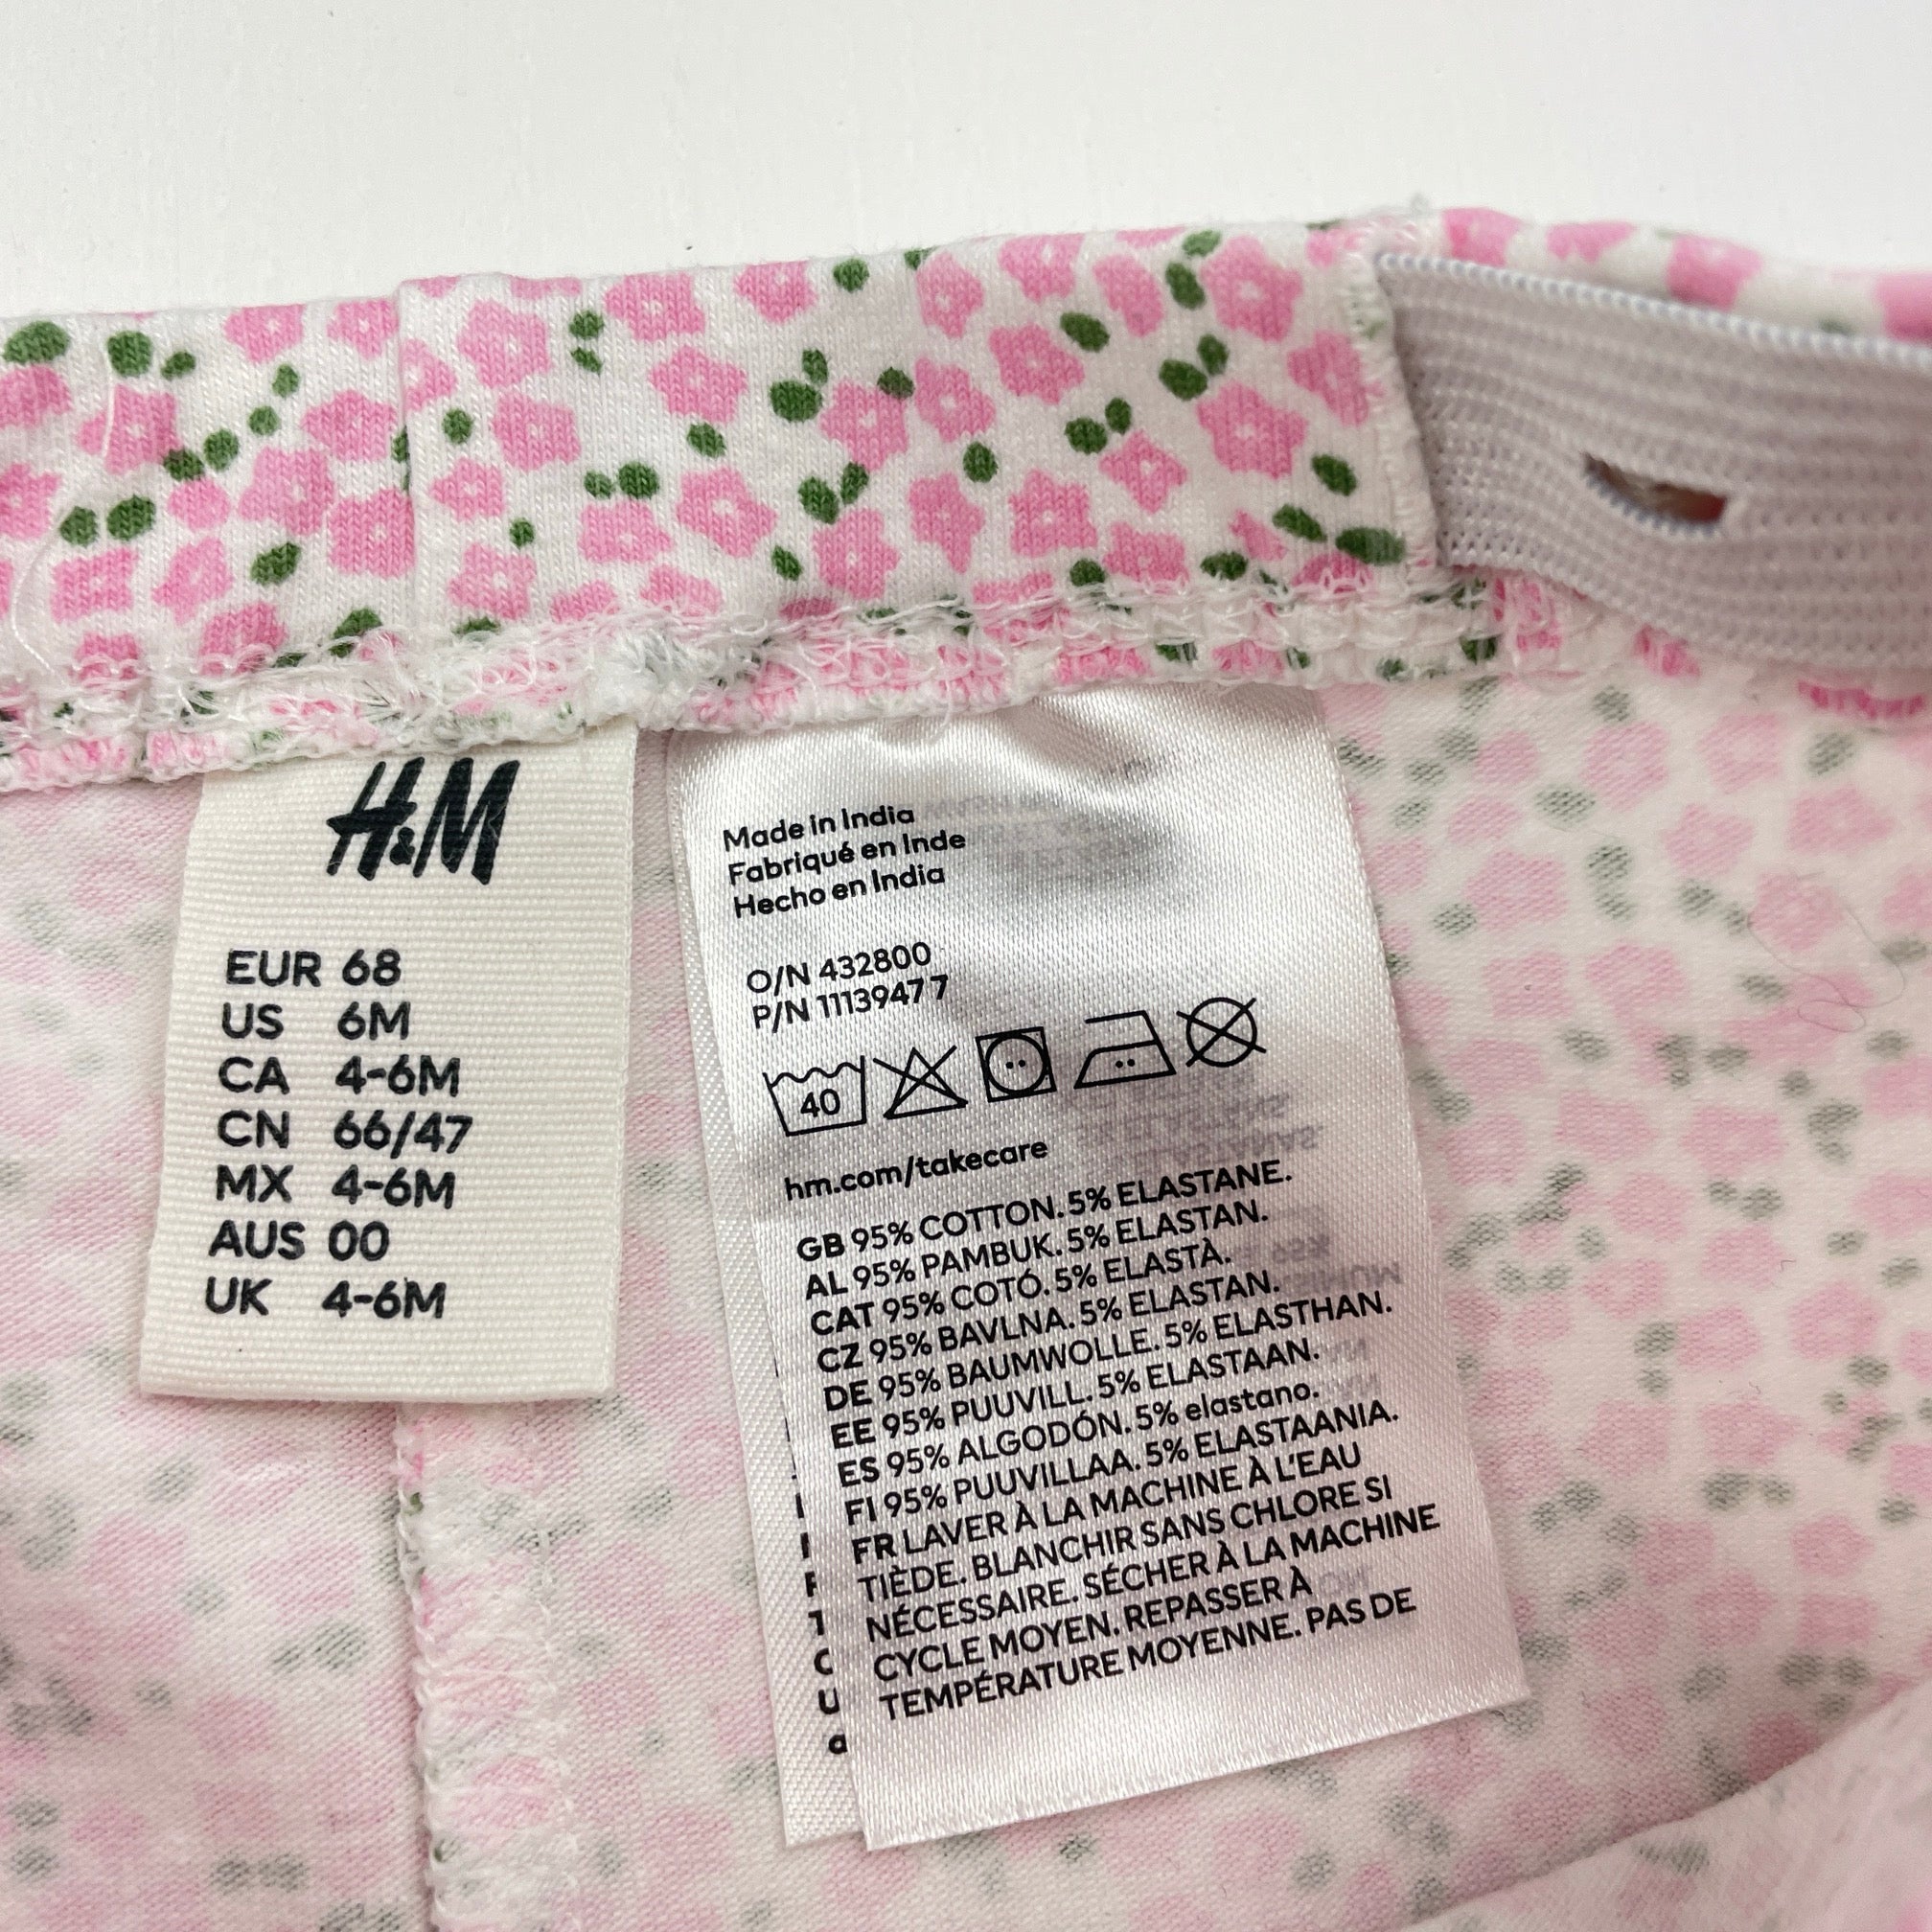 H&M
EUR 68
US 6M
CA 4-6M
CN 66/47
MX 4-6M
AUS 00
UK 4-6M
Made in India
Fabriqué en Inde
Hecho en India
O/N 432800
P/N 11139477
40
hm.com/takecare
GB 95% COTTON. 5% ELASTANE.
AL 95% PAMBUK. 5% ELASTAN.
CAT 95% COTÓ. 5% ELASTÀ.
CZ 95% BAVLNA. 5% ELASTAN.
DE 95% BAUMWOLLE. 5% ELASTHAN.
EE 95% PUUVILL. 5% ELASTAAN.
ES 95% ALGODÓN. 5% elastano.
FI 95% PUUVILLAA. 5% ELASTAANIA.
FR LAVER À LA MACHINE À L'EAU
TIÈDE. BLANCHIR SANS CHLORE SI
NÉCESSAIRE. SÉCHER À LA MACHINE
CYCLE MOYEN. REPASSER À
TEMPÉRATURE MOYENNE. PAS DE